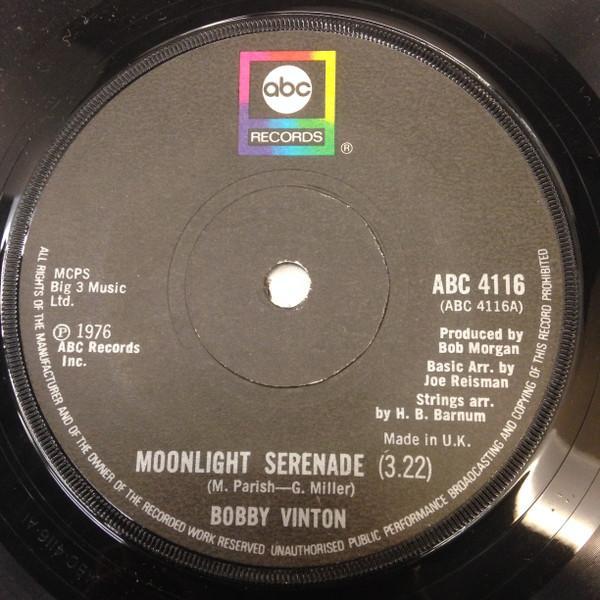 abc
RECORDS
®
MCPS
Big 3 Music
Ltd.
℗ 1976
ABC Records
Inc.
ABC 4116
(ABC 4116A)
Produced by
Bob Morgan
Basic Arr. by
Joe Reisman
Strings arr.
by H. B. Barnum
Made in U.K.
MOONLIGHT SERENADE (3.22)
(M. Parish—G. Miller)
BOBBY VINTON
ALL RIGHTS OF THE MANUFACTURER AND OF THE OWNER OF THE RECORDED WORK RESERVED UNAUTHORISED PUBLIC PERFORMANCE BROADCASTING AND COPYING OF THIS RECORD PROHIBITED
ABC 4116 A1